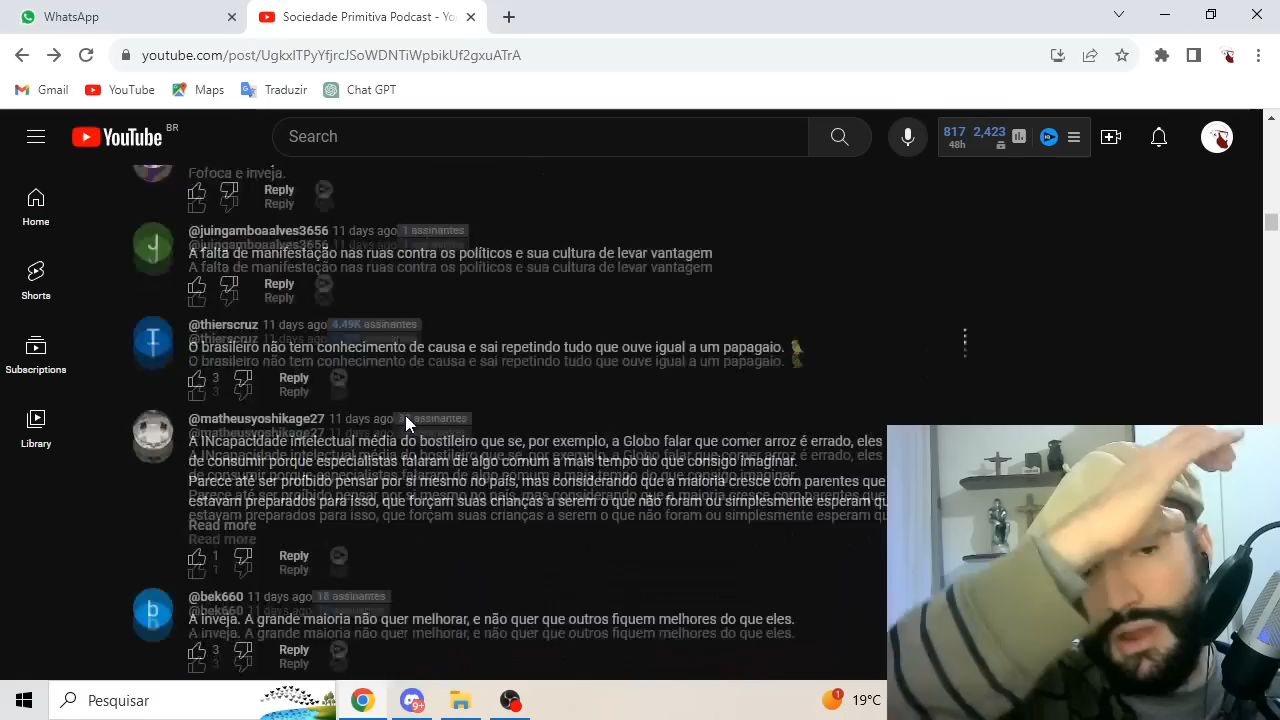 WhatsApp
Sociedade Primitiva Podcast - You
youtube.com/post/UgkxlTPyYfjrcJSoWDNTiWpbikUf2gxuATrA
Gmail YouTube Maps Traduzir Chat GPT
YouTube BR
Search
817 2,423
48h
Home
Shorts
Subscriptions
Library
Fofoca e inveja.
Reply
@juingamboaalves3656 11 days ago 1 assinantes
A falta de manifestação nas ruas contra os políticos e sua cultura de levar vantagem
Reply
@thierscruz 11 days ago 4.49K assinantes
O brasileiro não tem conhecimento de causa e sai repetindo tudo que ouve igual a um papagaio. 🦜
3 Reply
@matheusyoshikage27 11 days ago assinantes
A INcapacidade intelectual média do bostileiro que se, por exemplo, a Globo falar que comer arroz é errado, eles
de consumir porque especialistas falaram de algo comum a mais tempo do que consigo imaginar.
Parece até ser proibido pensar por si mesmo no país, mas considerando que a maioria cresce com parentes que
estavam preparados para isso, que forçam suas crianças a serem o que não foram ou simplesmente esperam qu
Read more
1 Reply
@bek660 11 days ago 18 assinantes
A inveja. A grande maioria não quer melhorar, e não quer que outros fiquem melhores do que eles.
3 Reply
Pesquisar
9+
1
19°C